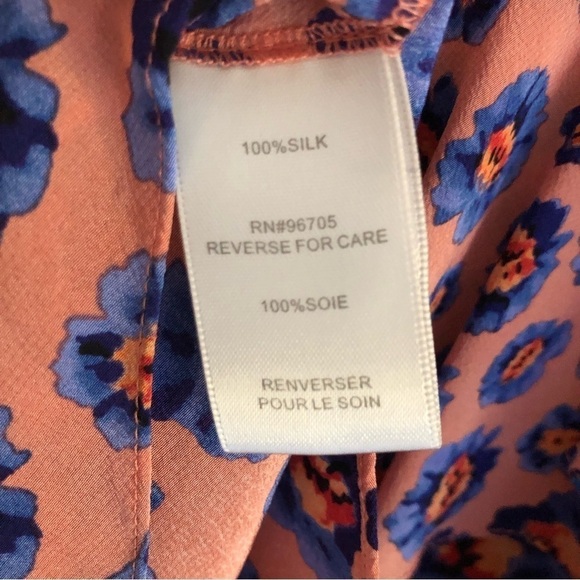 100%SILK
RN#96705
REVERSE FOR CARE
100%SOIE
RENVERSER
POUR LE SOIN